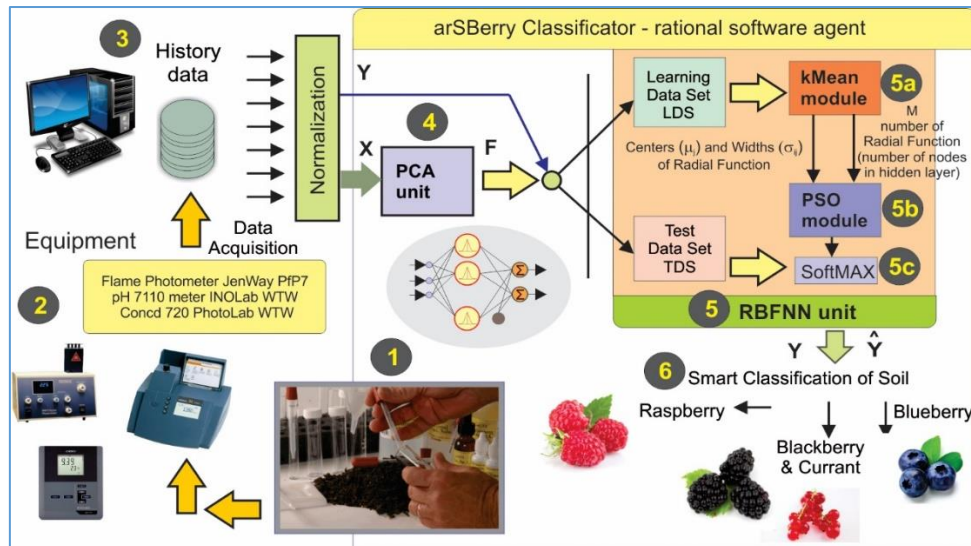 arSBerry Classificator - rational software agent
3
History
data
Normalization
Y
X
4
PCA
unit
F
Learning
Data Set
LDS
kMean
module
5a
Centers (μi) and Widths (σij)
of Radial Function
M
number of
Radial Function
(number of nodes
in hidden layer)
PSO
module
5b
Test
Data Set
TDS
SoftMAX
5c
5
RBFNN unit
Data
Acquisition
Equipment
Flame Photometer JenWay PfP7
pH 7110 meter INOLab WTW
Concd 720 PhotoLab WTW
2
1
Σ
Σ
Y
Ŷ
6
Smart Classification of Soil
Raspberry
Blackberry
& Currant
Blueberry